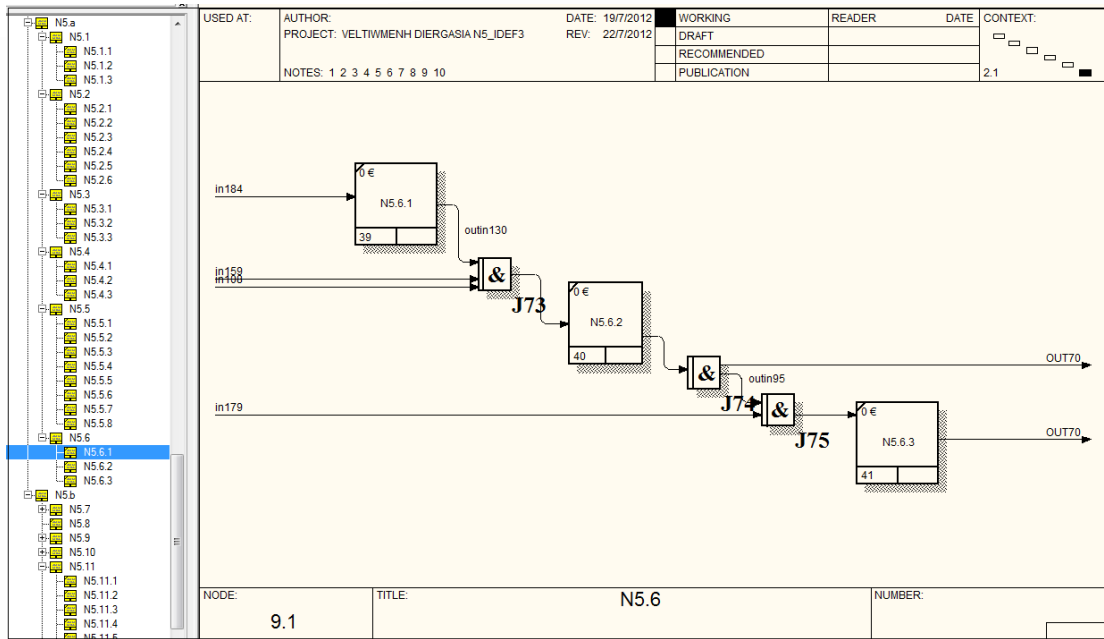 N5.a
N5.1
N5.1.1
N5.1.2
N5.1.3
N5.2
N5.2.1
N5.2.2
N5.2.3
N5.2.4
N5.2.5
N5.2.6
N5.3
N5.3.1
N5.3.2
N5.3.3
N5.4
N5.4.1
N5.4.2
N5.4.3
N5.5
N5.5.1
N5.5.2
N5.5.3
N5.5.4
N5.5.5
N5.5.6
N5.5.7
N5.5.8
N5.6
N5.6.1
N5.6.2
N5.6.3
N5.b
N5.7
N5.8
N5.9
N5.10
N5.11
N5.11.1
N5.11.2
N5.11.3
N5.11.4
N5.11.5
USED AT:
AUTHOR:
PROJECT: VELTIWMENH DIERGASIA N5_IDEF3
NOTES: 1 2 3 4 5 6 7 8 9 10
DATE: 19/7/2012
REV: 22/7/2012
WORKING
DRAFT
RECOMMENDED
PUBLICATION
READER DATE
CONTEXT:
2.1
in184
0 €
N5.6.1
39
outin130
in159
in108
&
J73
0 €
N5.6.2
40
&
J74
OUT70
outin95
in179
&
J75
0 €
N5.6.3
41
OUT70
NODE:
9.1
TITLE:
N5.6
NUMBER: